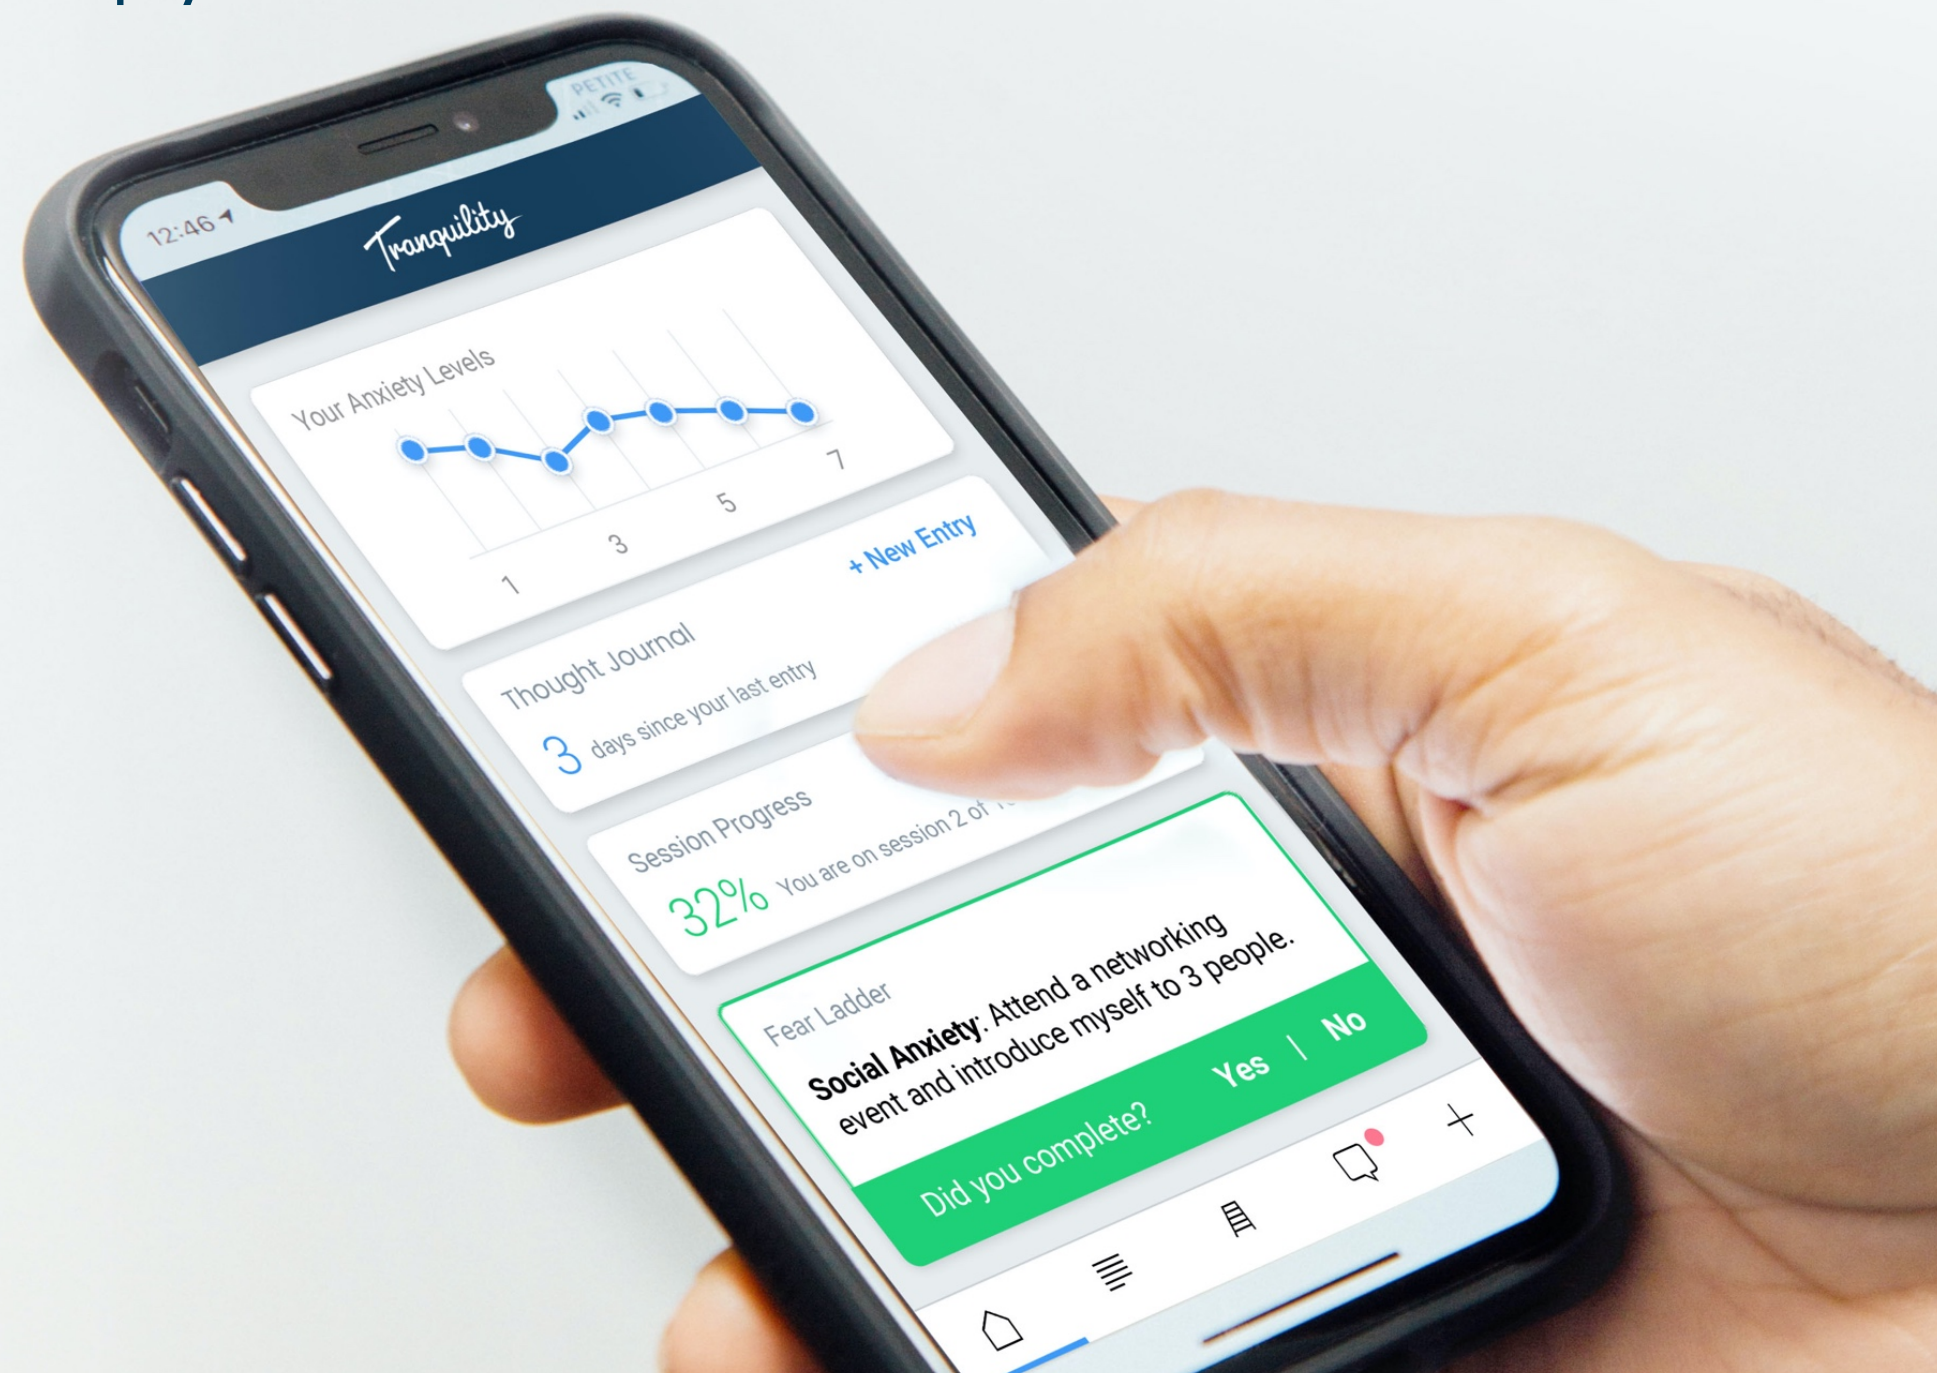 PETITE
12:46
Tranquility
Your Anxiety Levels
1
3
5
7
Thought Journal
+ New Entry
3 days since your last entry
Session Progress
32% You are on session 2 of
Fear Ladder
Social Anxiety: Attend a networking
event and introduce myself to 3 people.
Did you complete? Yes | No